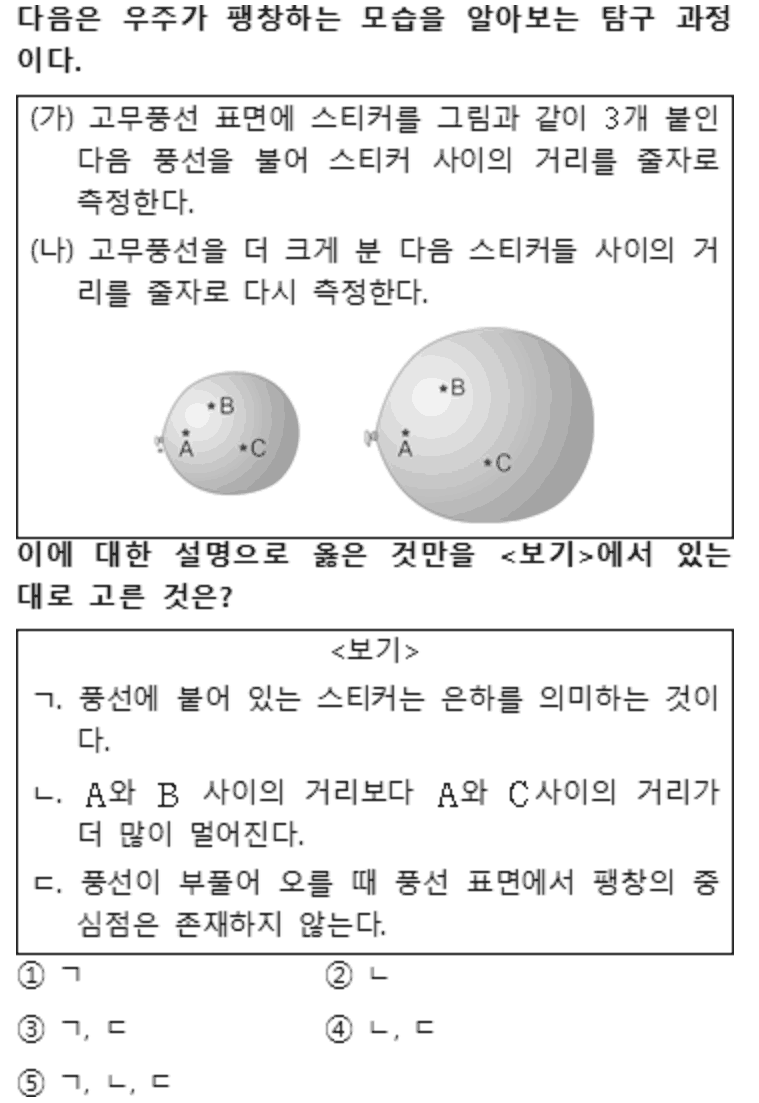 다음은 우주가 팽창하는 모습을 알아보는 탐구 과정
이다.
(가) 고무풍선 표면에 스티커를 그림과 같이 3개 붙인
다음 풍선을 불어 스티커 사이의 거리를 줄자로
측정한다.
(나) 고무풍선을 더 크게 분 다음 스티커들 사이의 거
리를 줄자로 다시 측정한다.
B
A
C
B
A
C
이에 대한 설명으로 옳은 것만을 <보기>에서 있는
대로 고른 것은?
<보기>
ㄱ. 풍선에 붙어 있는 스티커는 은하를 의미하는 것이
다.
ㄴ. A와 B 사이의 거리보다 A와 C사이의 거리가
더 많이 멀어진다.
ㄷ. 풍선이 부풀어 오를 때 풍선 표면에서 팽창의 중
심점은 존재하지 않는다.
① ㄱ ② ㄴ
③ ㄱ, ㄷ ④ ㄴ, ㄷ
⑤ ㄱ, ㄴ, ㄷ